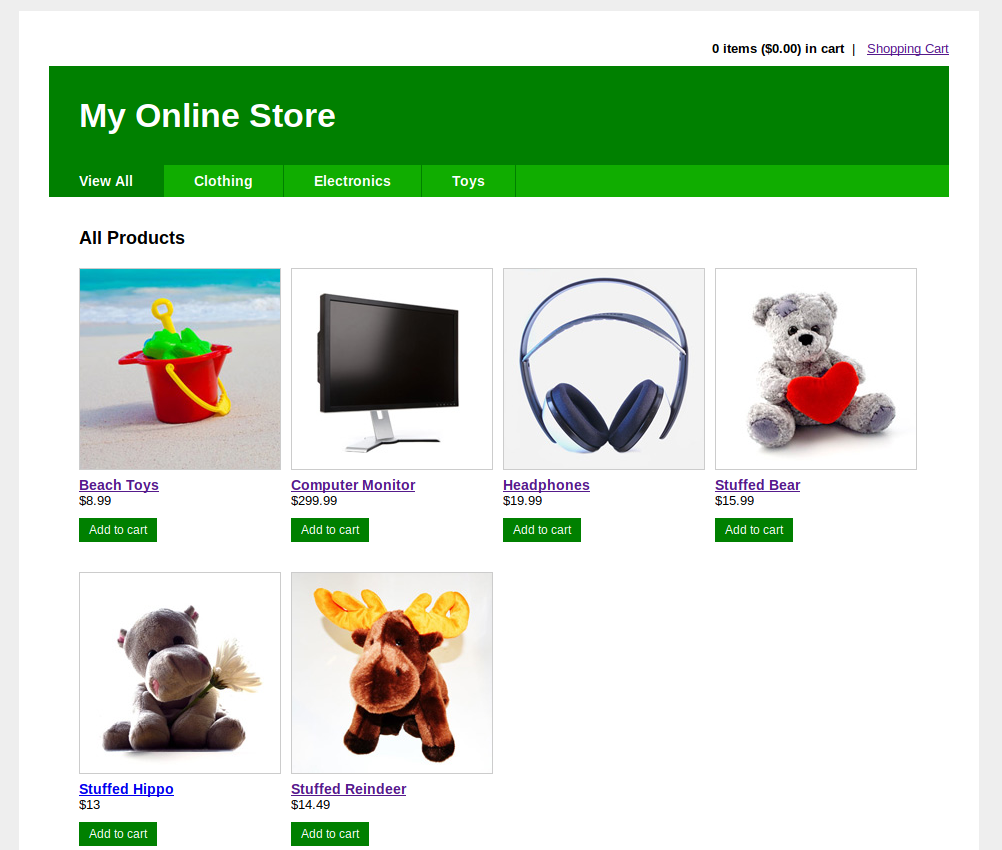 0 items ($0.00) in cart | Shopping Cart
My Online Store
View All Clothing Electronics Toys
All Products
Beach Toys Computer Monitor Headphones Stuffed Bear
$8.99 $299.99 $19.99 $15.99
Add to cart Add to cart Add to cart Add to cart
Stuffed Hippo Stuffed Reindeer
$13 $14.49
Add to cart Add to cart